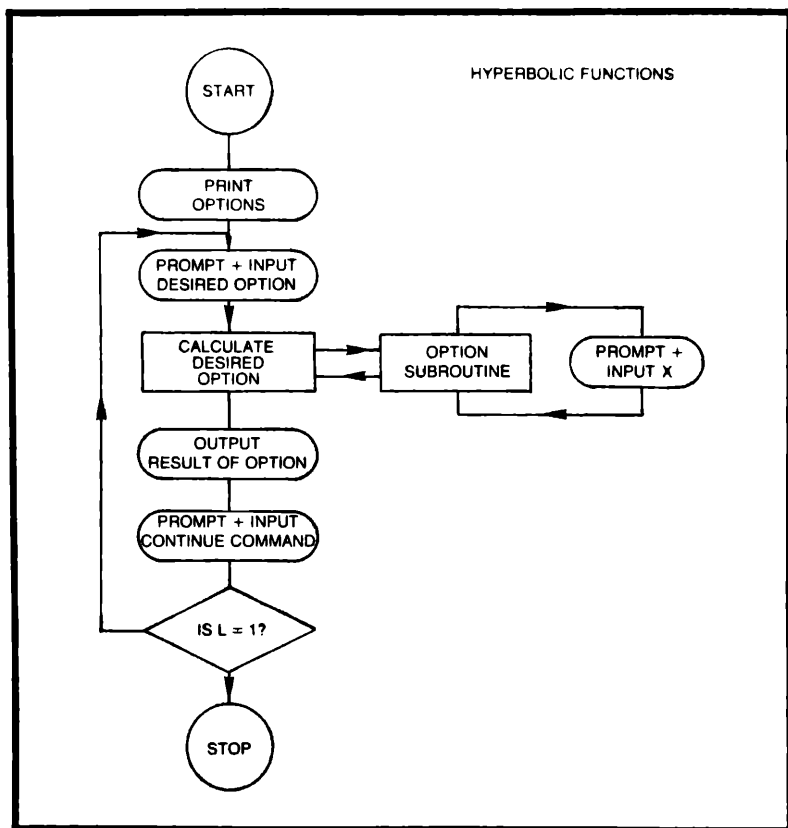 HYPERBOLIC FUNCTIONS
START
PRINT
OPTIONS
PROMPT + INPUT
DESIRED OPTION
CALCULATE
DESIRED
OPTION
OPTION
SUBROUTINE
PROMPT +
INPUT X
OUTPUT
RESULT OF OPTION
PROMPT + INPUT
CONTINUE COMMAND
IS L = 1?
STOP